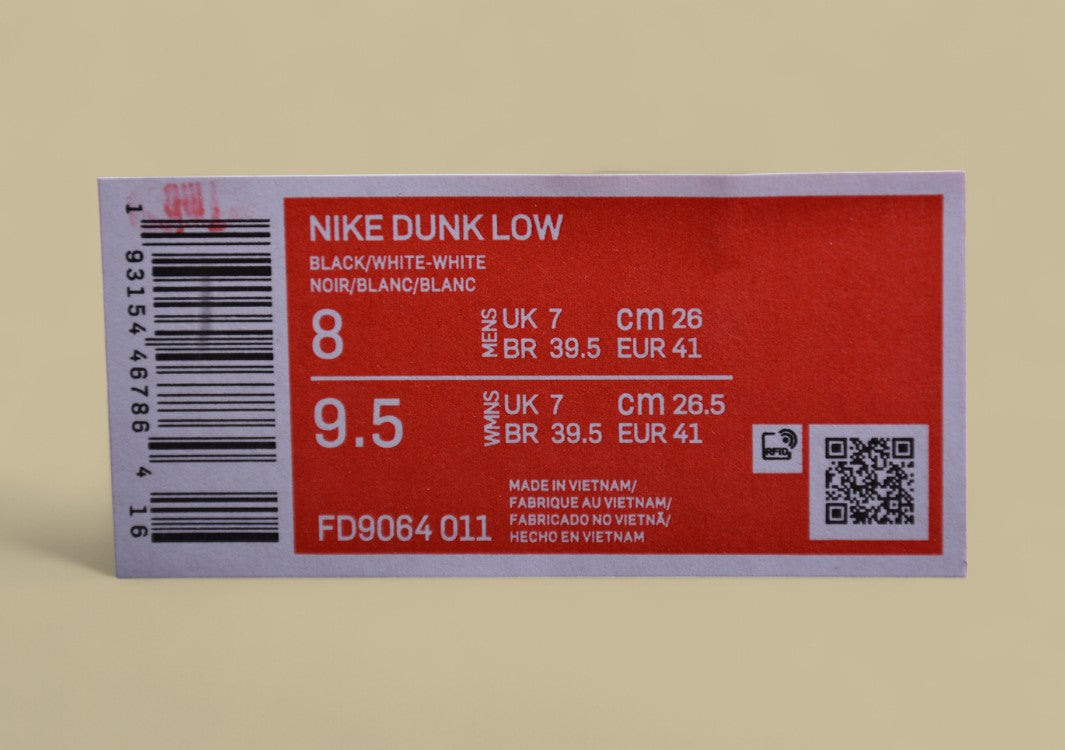 1 93154 46786 4 16
NIKE DUNK LOW
BLACK/WHITE-WHITE
NOIR/BLANC/BLANC
8 MENS UK 7 cm 26
BR 39.5 EUR 41
9.5 WMNS UK 7 cm 26.5
BR 39.5 EUR 41
RFID
FD9064 011
MADE IN VIETNAM/
FABRIQUE AU VIETNAM/
FABRICADO NO VIETNÃ/
HECHO EN VIETNAM